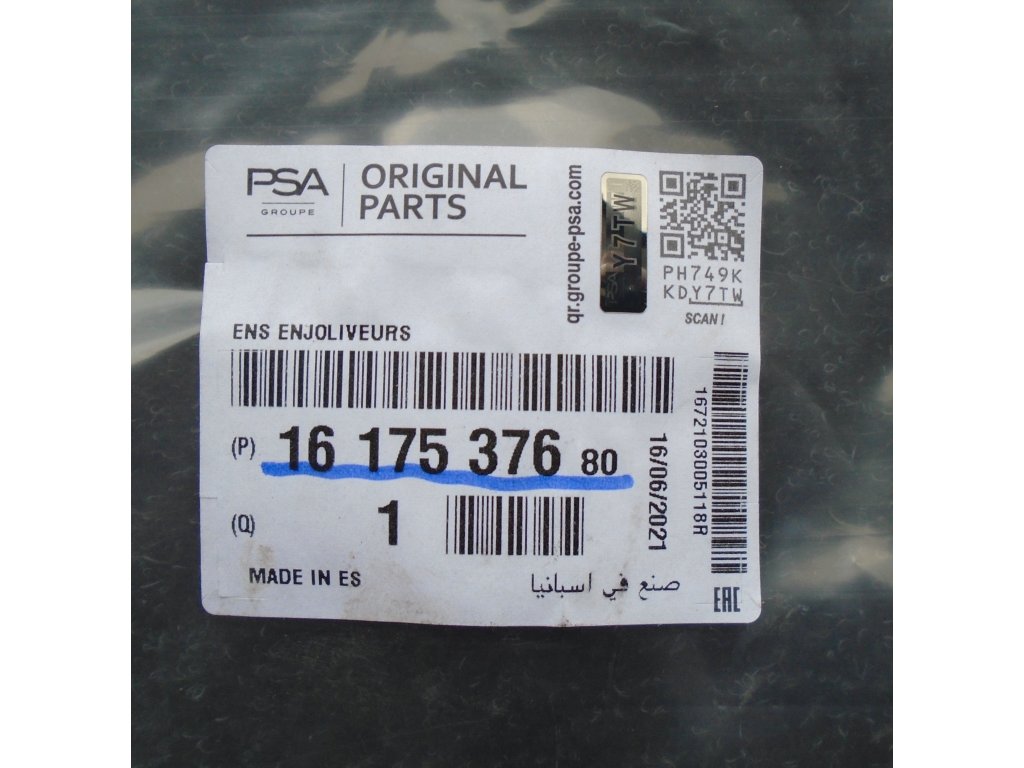 PSA
GROUPE
ORIGINAL
PARTS
qr.groupe-psa.com
PSA Y7TW
PH749K
KDY7TW
SCAN!
ENS ENJOLIVEURS
(P) 16 175 376 80
(Q) 1
16/06/2021
1672103005118R
MADE IN ES
صنع في اسبانيا
EAC